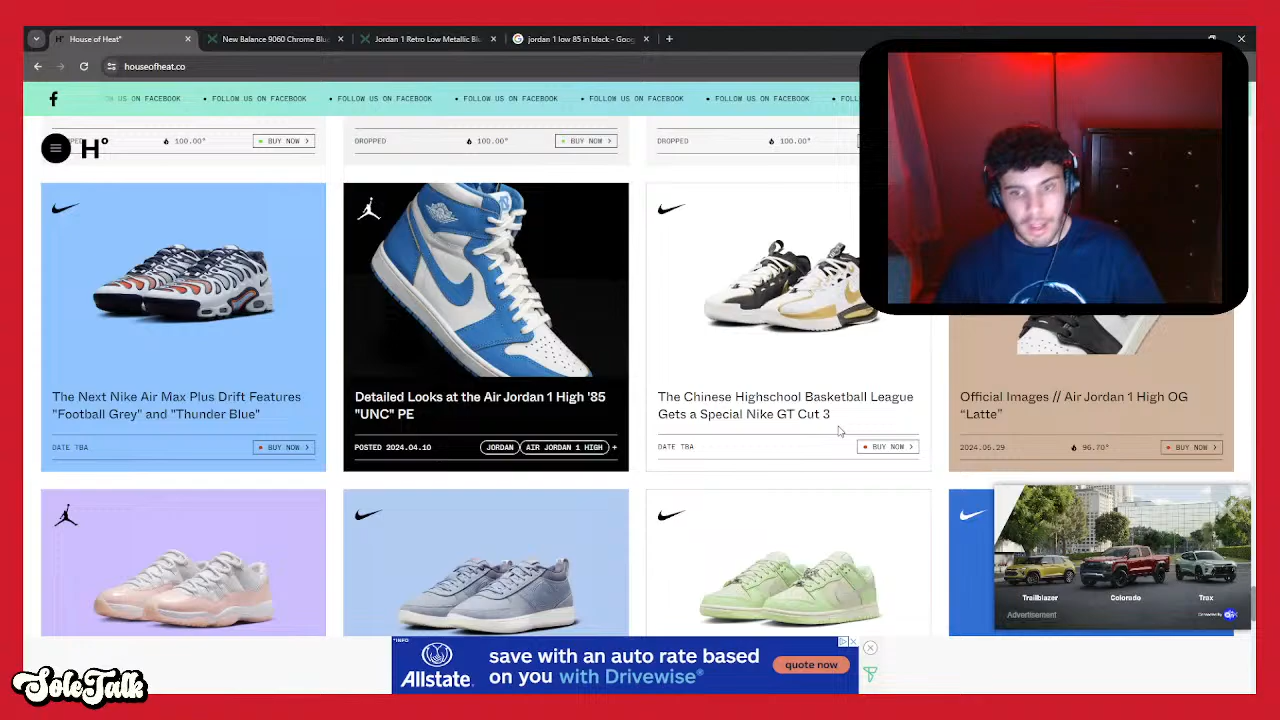 House of Heat°
New Balance 9060 Chrome Blu
Jordan 1 Retro Low Metallic Bl
jordan 1 low 85 in black - Goog
houseofheat.co
US ON FACEBOOK • FOLLOW US ON FACEBOOK • FOLLOW US ON FACEBOOK • FOLLOW US ON FACEBOOK • FOLLOW US ON FACEBOOK • FOLLOW US ON FACEBOOK • FOLL
H°
100.00° BUY NOW >
DROPPED 100.00° BUY NOW >
DROPPED 100.00°
The Next Nike Air Max Plus Drift Features
"Football Grey" and "Thunder Blue"
DATE TBA BUY NOW >
Detailed Looks at the Air Jordan 1 High '85
"UNC" PE
POSTED 2024.04.10 JORDAN AIR JORDAN 1 HIGH +
The Chinese Highschool Basketball League
Gets a Special Nike GT Cut 3
DATE TBA BUY NOW >
Official Images // Air Jordan 1 High OG
“Latte”
2024.05.29 96.70° BUY NOW >
Trailblazer Colorado Trax
Advertisement
Allstate
save with an auto rate based
on you with Drivewise®
quote now
SoleTalk